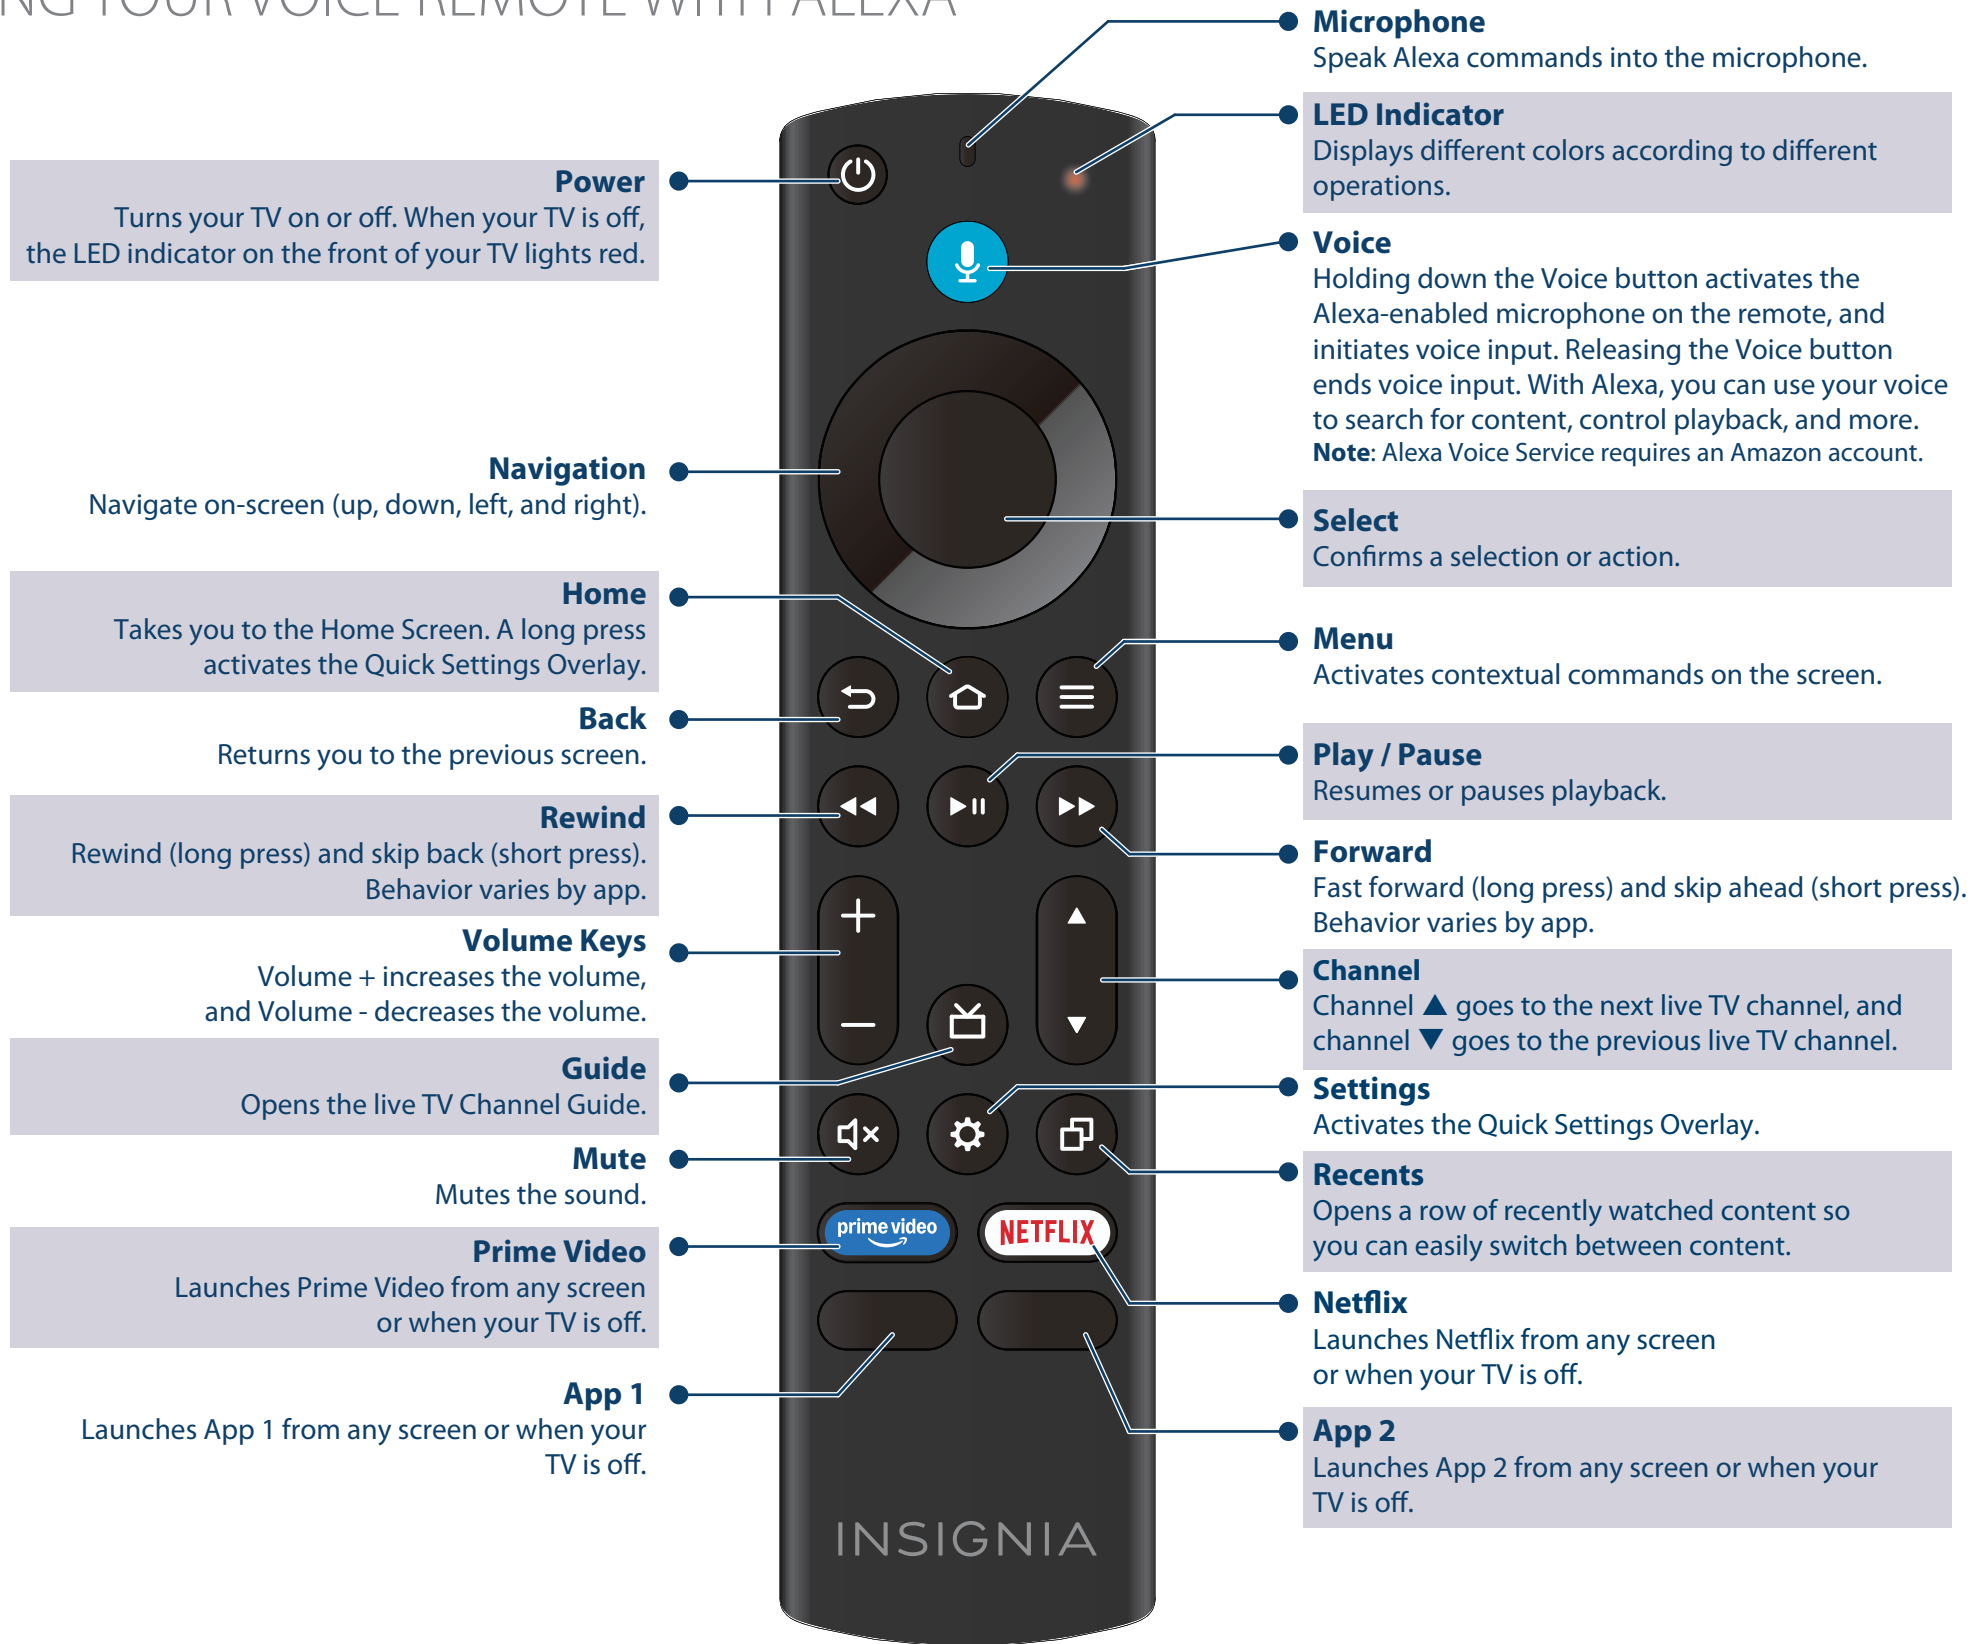 NG YOUR VOICE REMOTE WITH ALEXA
Power
Turns your TV on or off. When your TV is off,
the LED indicator on the front of your TV lights red.
Navigation
Navigate on-screen (up, down, left, and right).
Home
Takes you to the Home Screen. A long press
activates the Quick Settings Overlay.
Back
Returns you to the previous screen.
Rewind
Rewind (long press) and skip back (short press).
Behavior varies by app.
Volume Keys
Volume + increases the volume,
and Volume - decreases the volume.
Guide
Opens the live TV Channel Guide.
Mute
Mutes the sound.
Prime Video
Launches Prime Video from any screen
or when your TV is off.
App 1
Launches App 1 from any screen or when your
TV is off.
prime video
NETFLIX
INSIGNIA
Microphone
Speak Alexa commands into the microphone.
LED Indicator
Displays different colors according to different
operations.
Voice
Holding down the Voice button activates the
Alexa-enabled microphone on the remote, and
initiates voice input. Releasing the Voice button
ends voice input. With Alexa, you can use your voice
to search for content, control playback, and more.
Note: Alexa Voice Service requires an Amazon account.
Select
Confirms a selection or action.
Menu
Activates contextual commands on the screen.
Play / Pause
Resumes or pauses playback.
Forward
Fast forward (long press) and skip ahead (short press).
Behavior varies by app.
Channel
Channel ▲ goes to the next live TV channel, and
channel ▼ goes to the previous live TV channel.
Settings
Activates the Quick Settings Overlay.
Recents
Opens a row of recently watched content so
you can easily switch between content.
Netflix
Launches Netflix from any screen
or when your TV is off.
App 2
Launches App 2 from any screen or when your
TV is off.